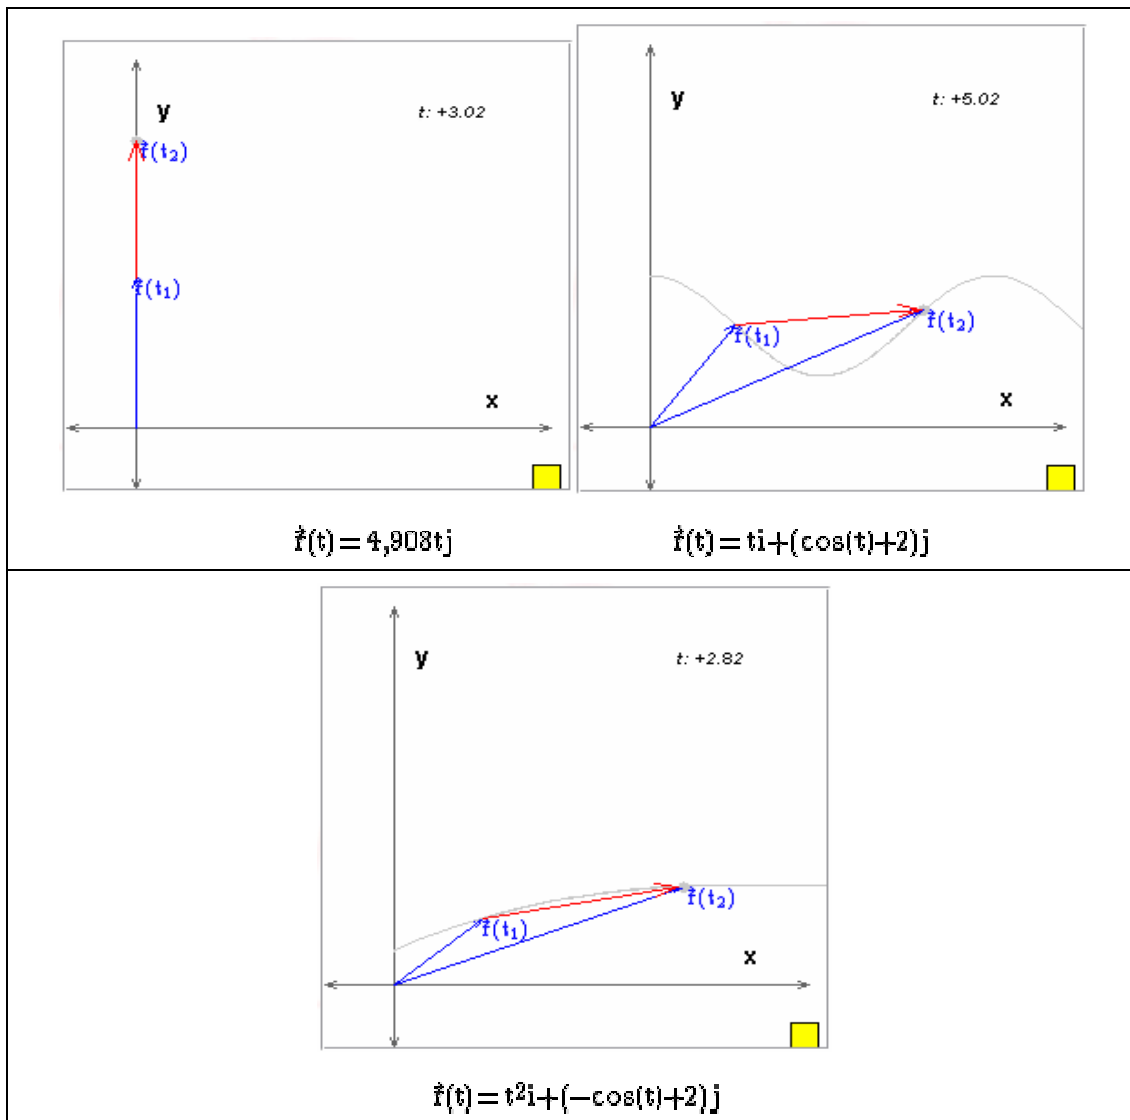 y
t: +3.02
r⃗(t₂)
r⃗(t₁)
x
y
t: +5.02
r⃗(t₁)
r⃗(t₂)
x
r⃗(t)=4,908tj
r⃗(t)=ti+(cos(t)+2)j
y
t: +2.82
r⃗(t₂)
r⃗(t₁)
x
r⃗(t)=t²i+(−cos(t)+2)j